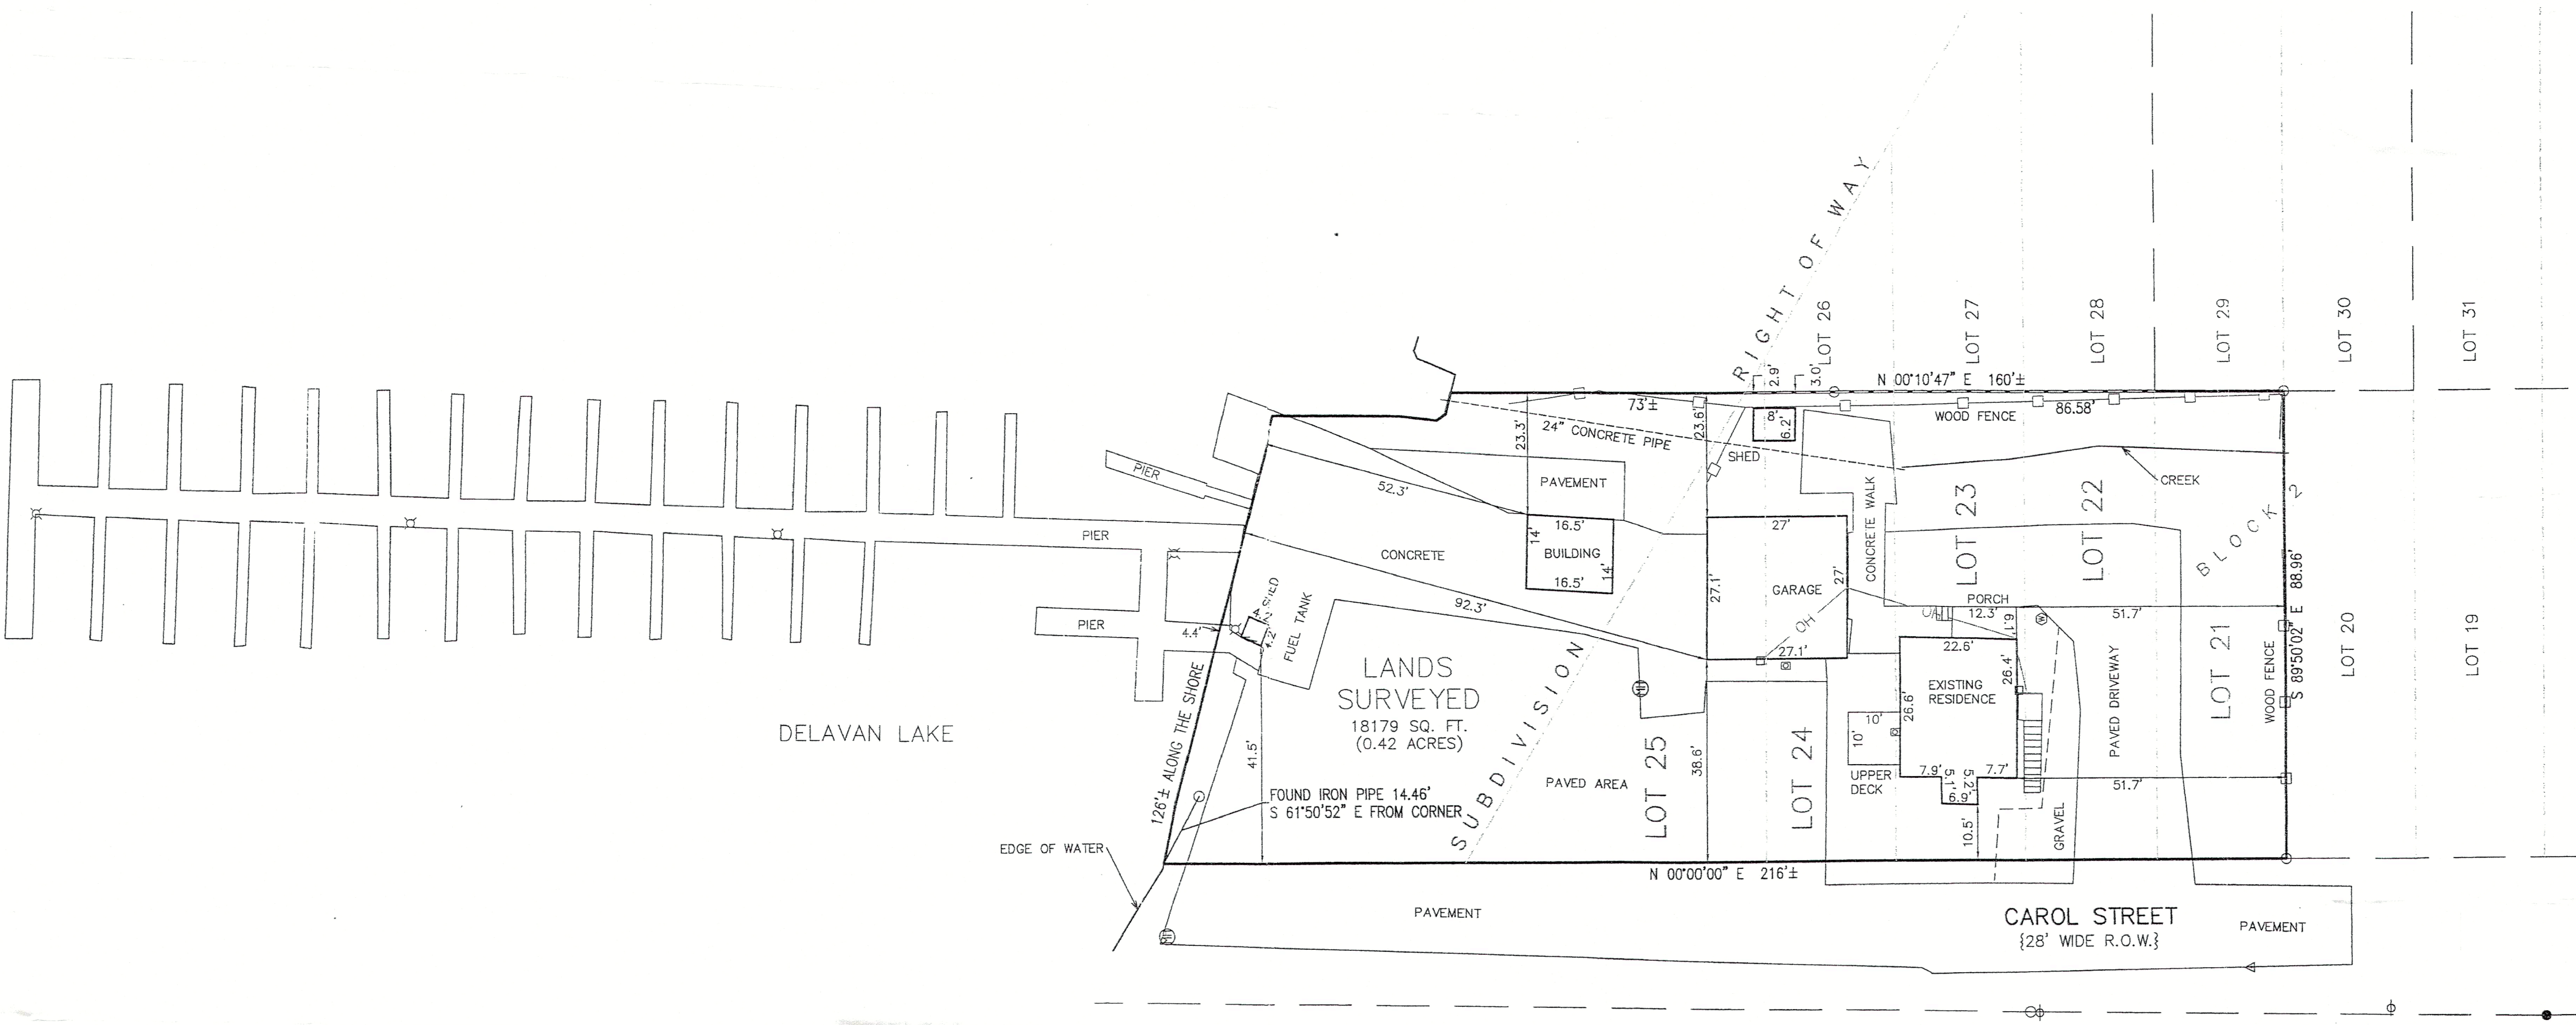 RIGHT OF WAY
LOT 26
LOT 27
LOT 28
LOT 29
LOT 30
LOT 31
2.9'
3.0'
N 00°10'47" E 160'±
73'±
8'
6.2'
WOOD FENCE
86.58'
23.3'
24" CONCRETE PIPE
23.6'
SHED
CREEK
PIER
52.3'
PAVEMENT
CONCRETE WALK
LOT 23
LOT 22
BLOCK 2
PIER
CONCRETE
16.5'
14'
BUILDING
14'
16.5'
27'
27.1'
GARAGE
27'
OH
27.1'
OH
PORCH
12.3'
6.1'
W
51.7'
S 89°50'02" E 88.96'
LOT 20
LOT 19
PIER
4.4'
SHED
4.2'
FUEL TANK
92.3'
22.6'
26.4'
EXISTING
RESIDENCE
26.6'
PAVED DRIVEWAY
LOT 21
WOOD FENCE
LANDS
SURVEYED
18179 SQ. FT.
(0.42 ACRES)
SUBDIVISION
DELAVAN LAKE
126'± ALONG THE SHORE
41.5'
PAVED AREA
LOT 25
38.6'
LOT 24
10'
10'
UPPER
DECK
7.9'
5.1'
5.2'
7.7'
6.9'
10.5'
GRAVEL
51.7'
FOUND IRON PIPE 14.46'
S 61°50'52" E FROM CORNER
EDGE OF WATER
N 00°00'00" E 216'±
PAVEMENT
CAROL STREET
{28' WIDE R.O.W.}
PAVEMENT